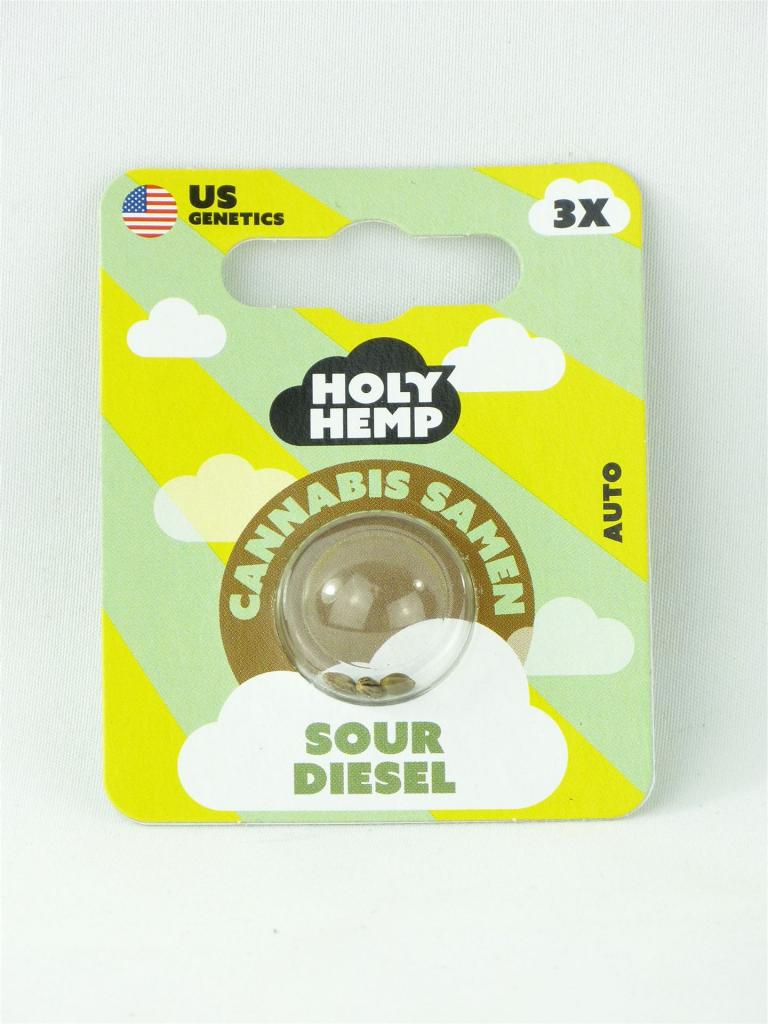 US
GENETICS
3X
HOLY
HEMP
CANNABIS SAMEN
AUTO
SOUR
DIESEL